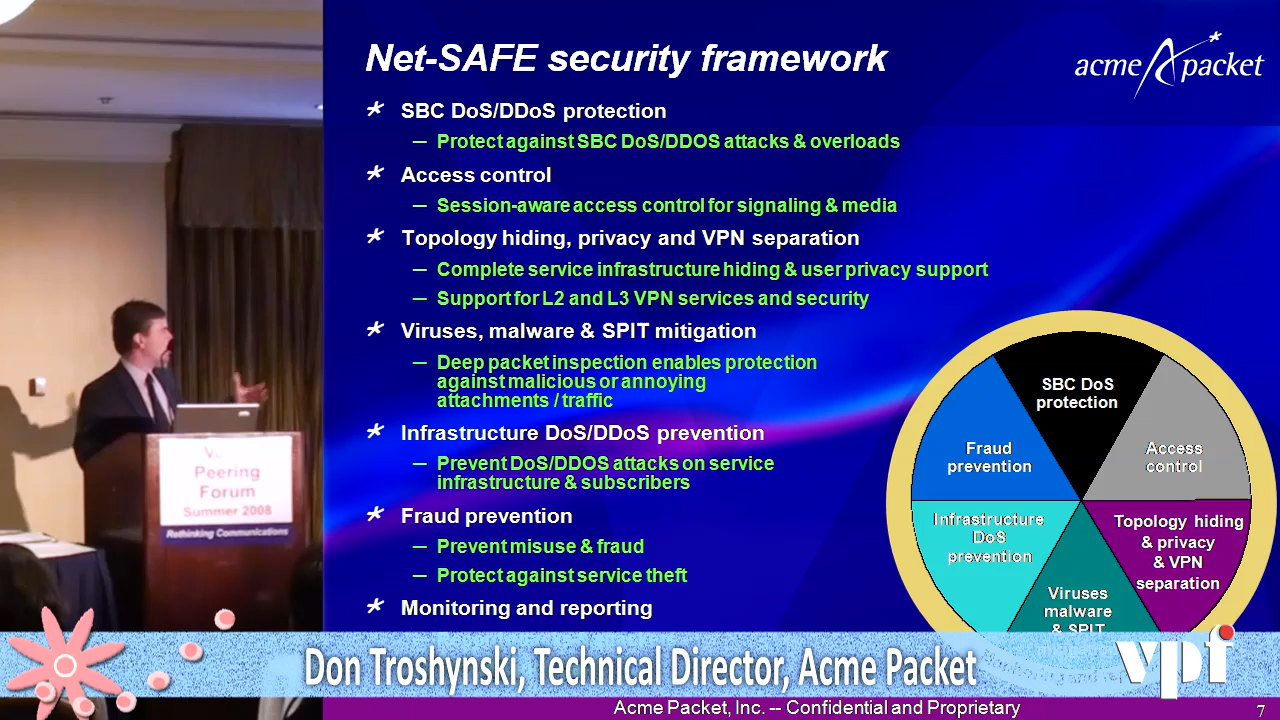 Net-SAFE security framework
acme packet
SBC DoS/DDoS protection
— Protect against SBC DoS/DDOS attacks & overloads
Access control
— Session-aware access control for signaling & media
Topology hiding, privacy and VPN separation
— Complete service infrastructure hiding & user privacy support
— Support for L2 and L3 VPN services and security
Viruses, malware & SPIT mitigation
— Deep packet inspection enables protection
against malicious or annoying
attachments / traffic
Infrastructure DoS/DDoS prevention
— Prevent DoS/DDOS attacks on service
infrastructure & subscribers
Fraud prevention
— Prevent misuse & fraud
— Protect against service theft
Monitoring and reporting
SBC DoS
protection
Access
control
Topology hiding
& privacy
& VPN
separation
Viruses
malware
& SPIT
Infrastructure
DoS
prevention
Fraud
prevention
Peering
Forum
Summer 2008
Rethinking Communications
Don Troshynski, Technical Director, Acme Packet
vpf
Acme Packet, Inc. -- Confidential and Proprietary
7